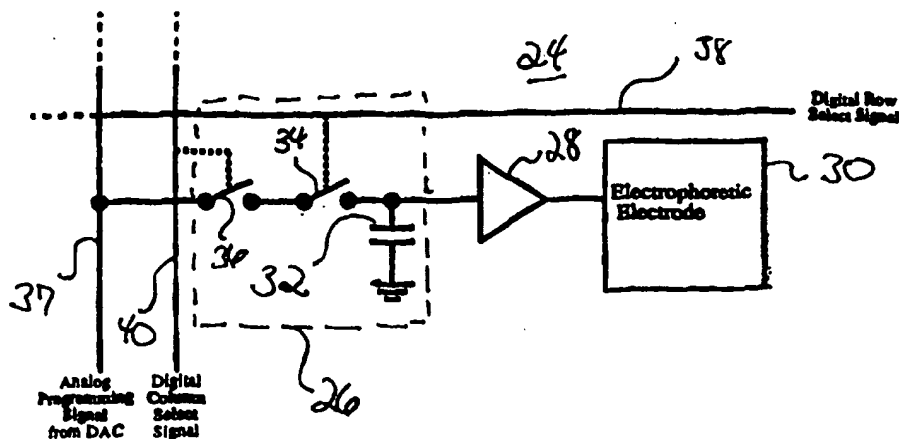 24
38
Digital Row
Select Signal
34
28
30
Electrophoretic
Electrode
36
32
37
40
26
Analog
Programming
Signal
from DAC
Digital
Column
Select
Signal